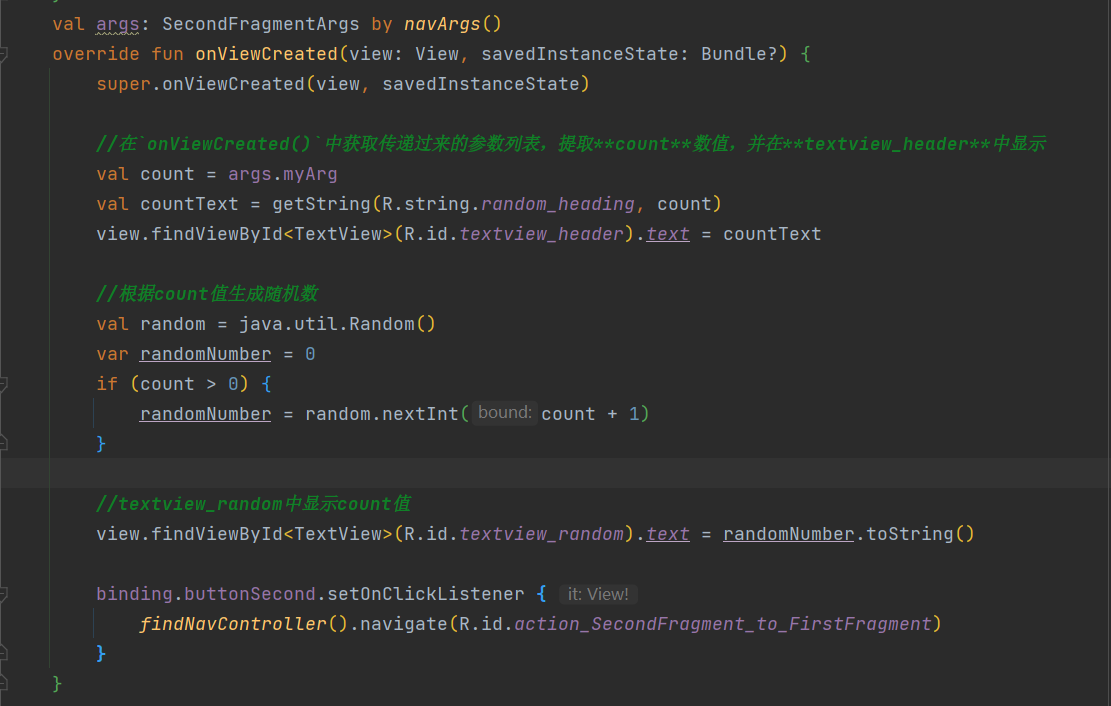 val args: SecondFragmentArgs by navArgs()
override fun onViewCreated(view: View, savedInstanceState: Bundle?) {
super.onViewCreated(view, savedInstanceState)
//在`onViewCreated()`中获取传递过来的参数列表，提取**count**数值，并在**textview_header**中显示
val count = args.myArg
val countText = getString(R.string.random_heading, count)
view.findViewById<TextView>(R.id.textview_header).text = countText
//根据count值生成随机数
val random = java.util.Random()
var randomNumber = 0
if (count > 0) {
randomNumber = random.nextInt( bound: count + 1)
}
//textview_random中显示count值
view.findViewById<TextView>(R.id.textview_random).text = randomNumber.toString()
binding.buttonSecond.setOnClickListener { it: View!
findNavController().navigate(R.id.action_SecondFragment_to_FirstFragment)
}
}